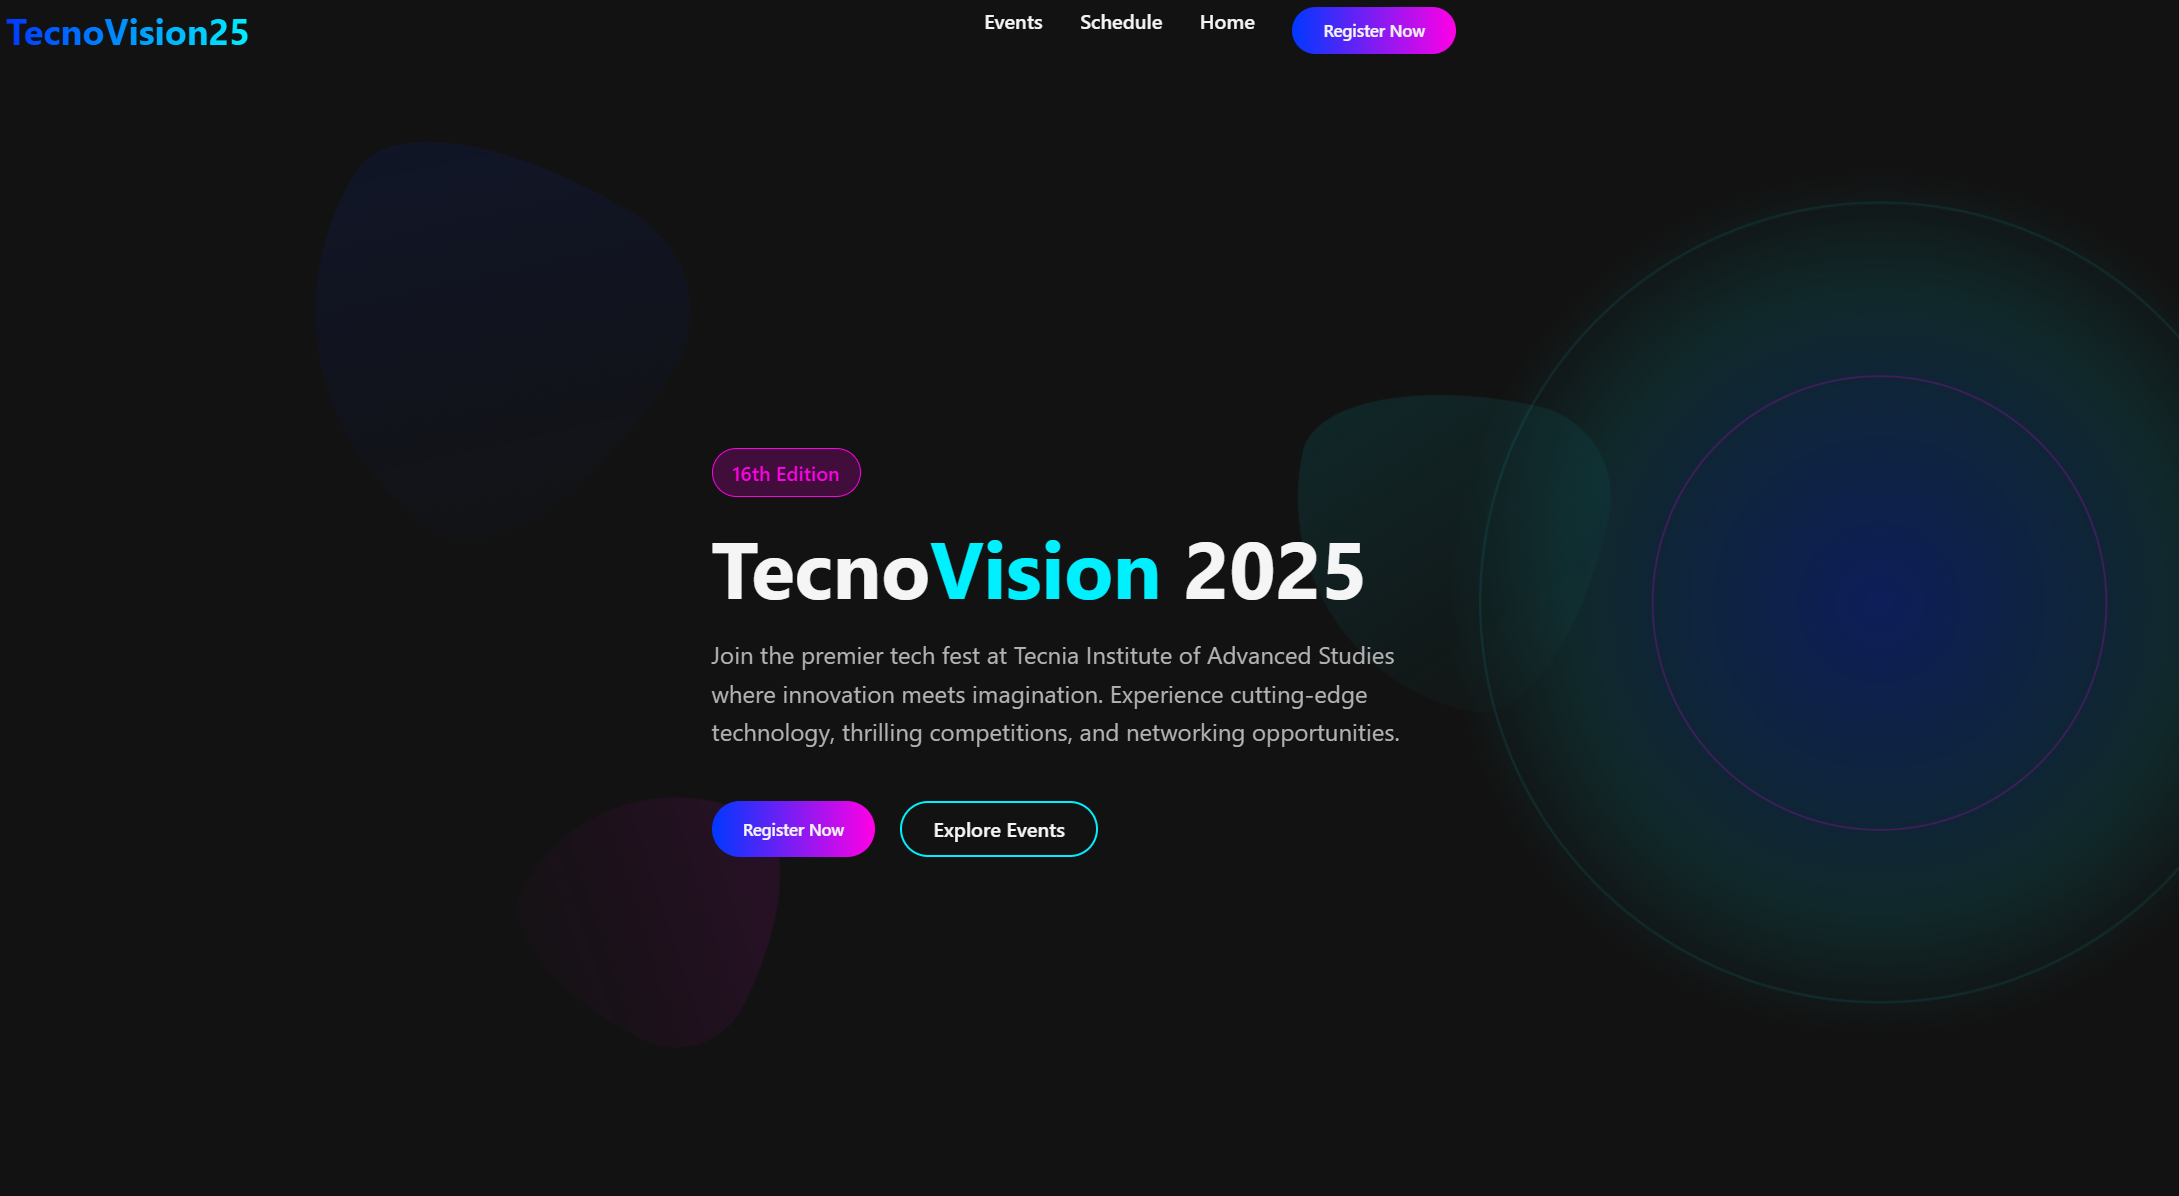 TecnoVision25
Events
Schedule
Home
Register Now
16th Edition
TecnoVision 2025
Join the premier tech fest at Tecnia Institute of Advanced Studies
where innovation meets imagination. Experience cutting-edge
technology, thrilling competitions, and networking opportunities.
Register Now
Explore Events